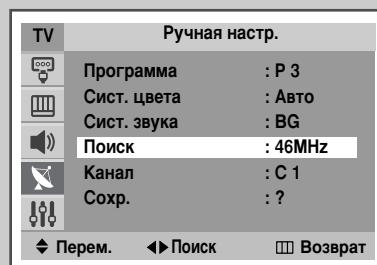 TV Ручная настр.
Программа : P 3
Сист. цвета : Авто
Сист. звука : BG
Поиск : 46MHz
Канал : C 1
Сохр. : ?
Перем. Поиск Возврат